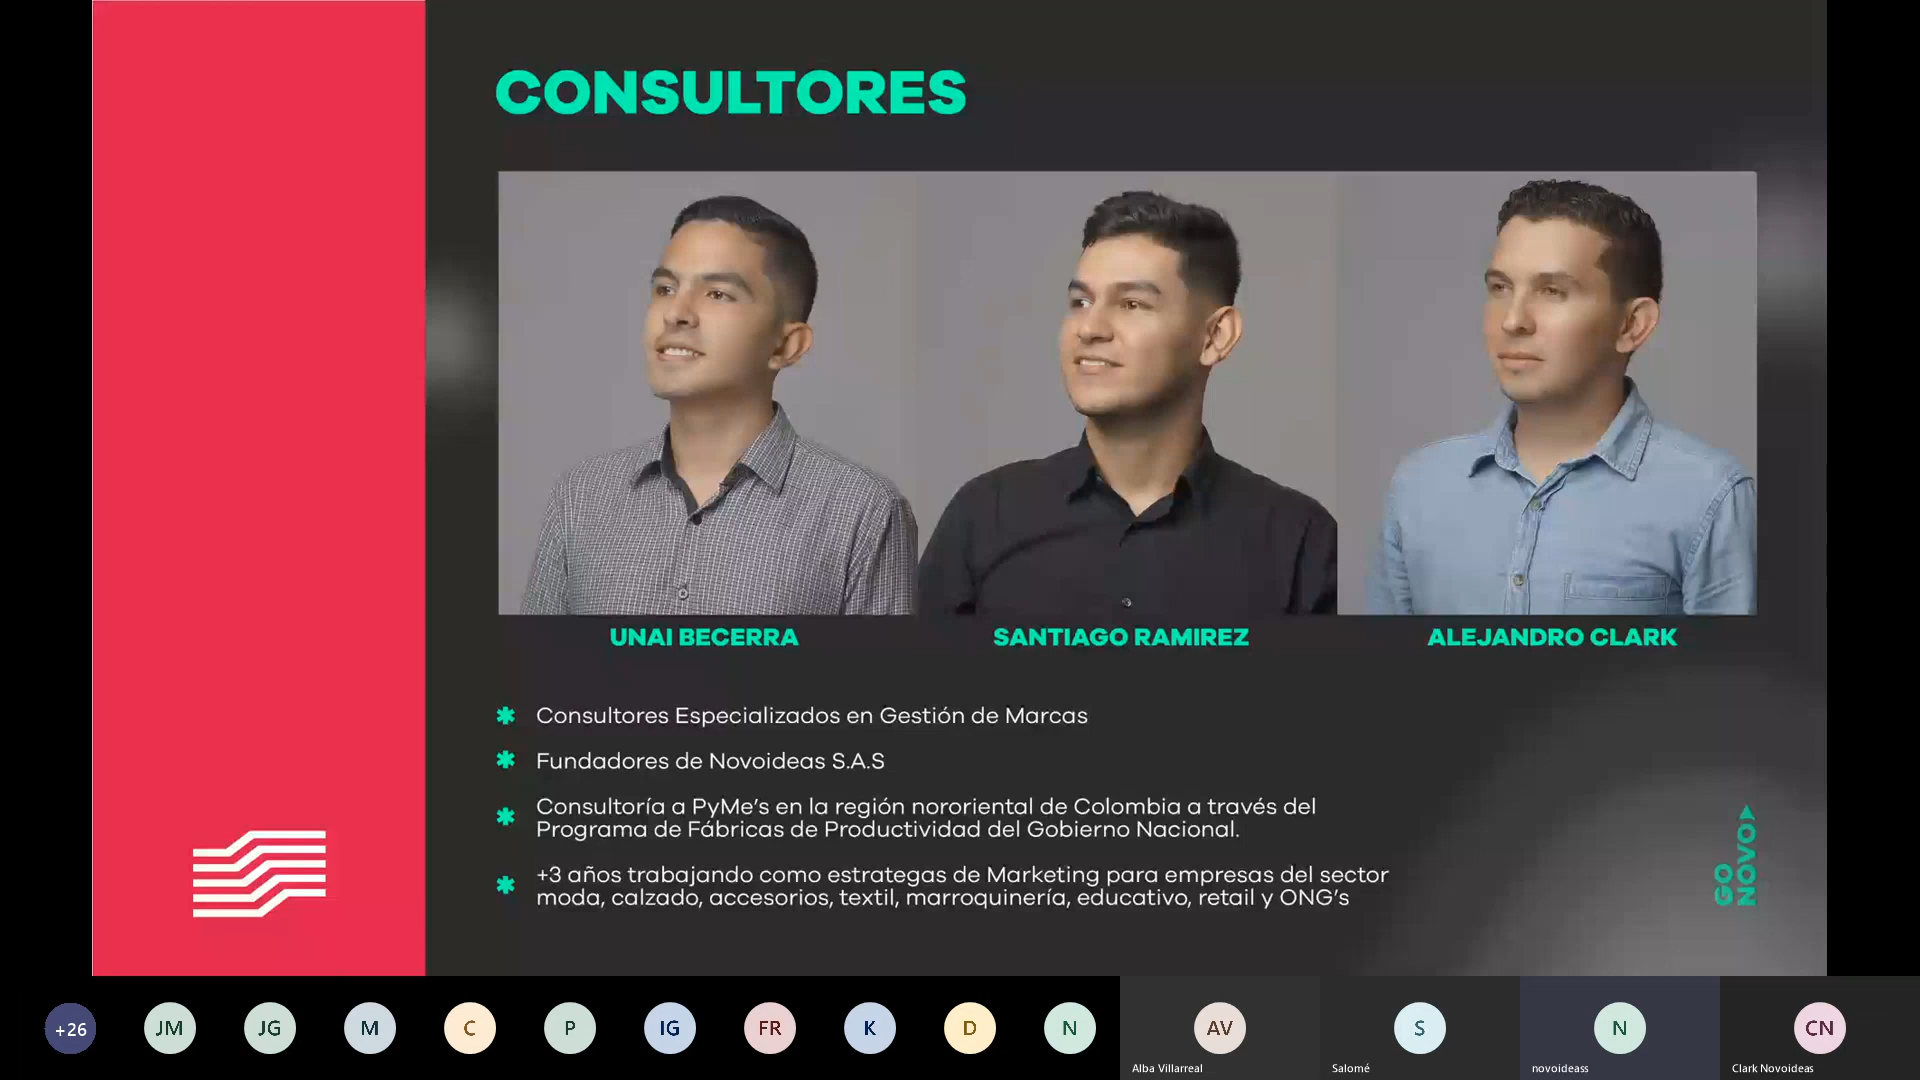 CONSULTORES
UNAI BECERRA
SANTIAGO RAMIREZ
ALEJANDRO CLARK
✱ Consultores Especializados en Gestión de Marcas
✱ Fundadores de Novoideas S.A.S
✱ Consultoría a PyMe's en la región nororiental de Colombia a través del
Programa de Fábricas de Productividad del Gobierno Nacional.
✱ +3 años trabajando como estrategas de Marketing para empresas del sector
moda, calzado, accesorios, textil, marroquinería, educativo, retail y ONG's
GO
NOVO
+26
JM
JG
M
C
P
IG
FR
K
D
N
AV
Alba Villarreal
S
Salomé
N
novoideass
CN
Clark Novoideas